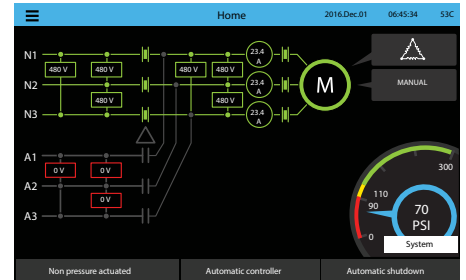 Home
2016.Dec.01
06:45:34
53C
N1
23.4
A
480 V
480 V
480 V
480 V
N2
23.4
A
M
MANUAL
480 V
480 V
N3
23.4
A
A1
0 V
0 V
A2
0 V
A3
300
110
90
70
PSI
0
System
Non pressure actuated
Automatic controller
Automatic shutdown